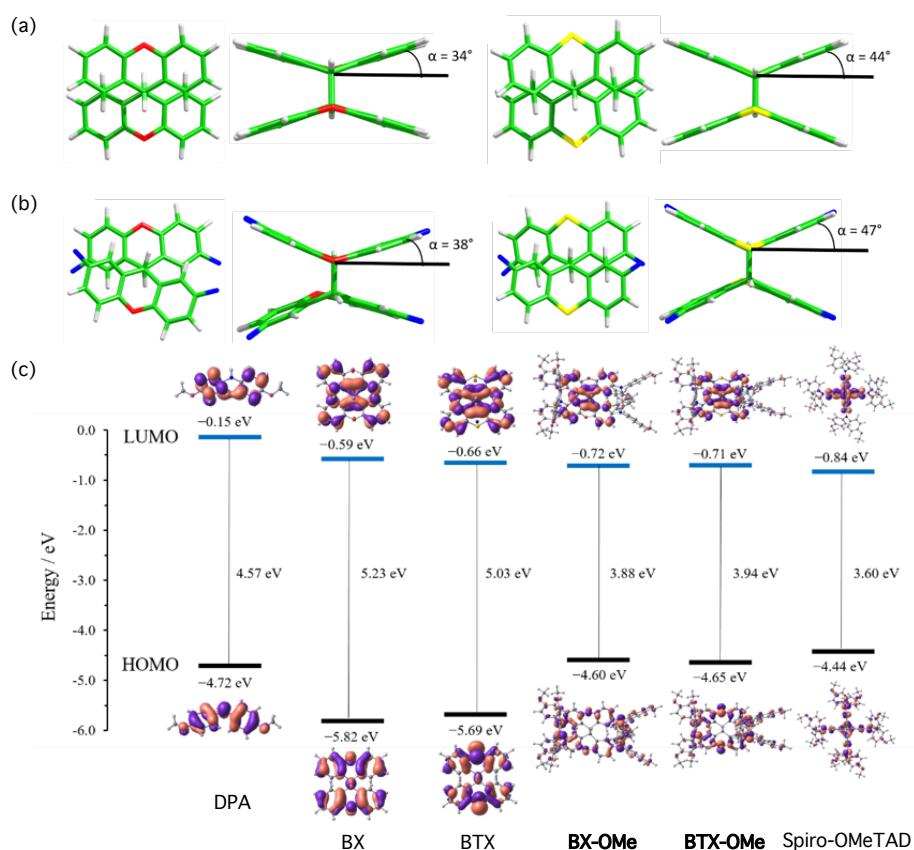 (a)
α = 34°
α = 44°
(b)
α = 38°
α = 47°
(c)
−0.15 eV
−0.59 eV
−0.66 eV
−0.72 eV
−0.71 eV
−0.84 eV
LUMO
Energy / eV
0.0
-1.0
-2.0
-3.0
-4.0
-5.0
-6.0
4.57 eV
5.23 eV
5.03 eV
3.88 eV
3.94 eV
3.60 eV
HOMO
−4.72 eV
−5.82 eV
−5.69 eV
−4.60 eV
−4.65 eV
−4.44 eV
DPA
BX
BTX
BX-OMe
BTX-OMe
Spiro-OMeTAD